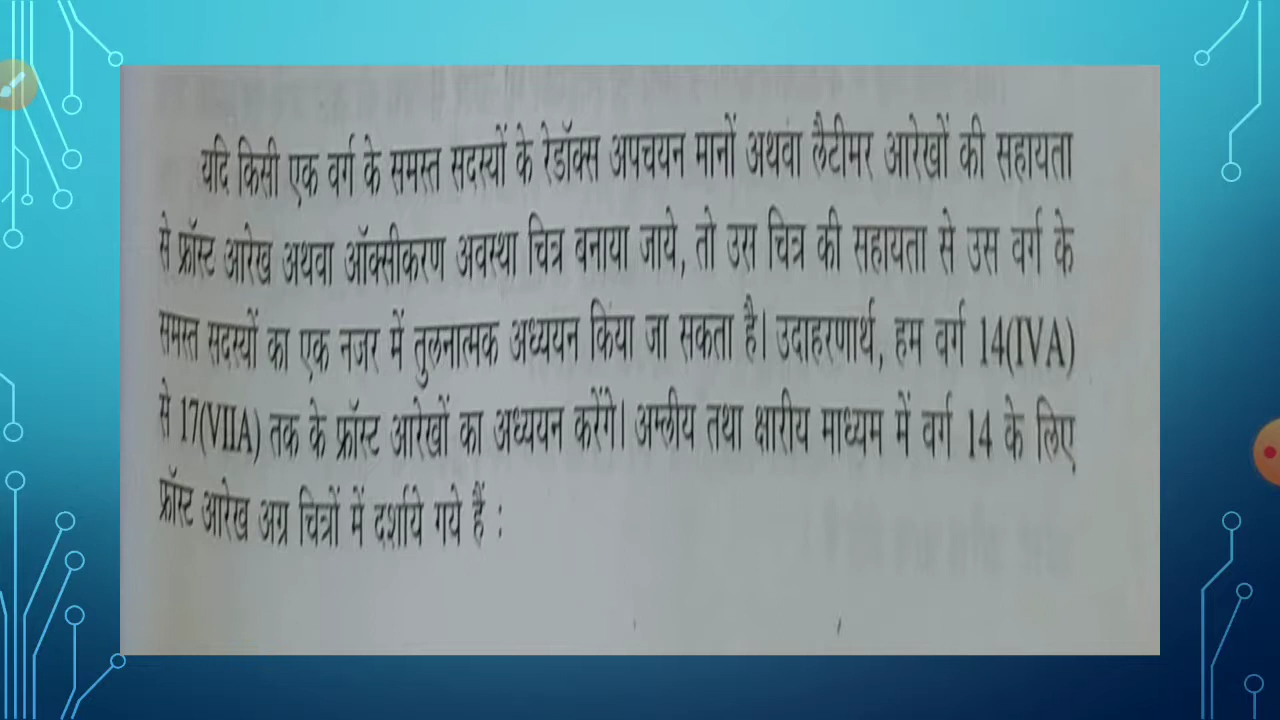 यदि किसी एक वर्ग के समस्त सदस्यों के रेडॉक्स अपचयन मानों अथवा लैटीमर आरेखों की सहायता
से फ्रॉस्ट आरेख अथवा ऑक्सीकरण अवस्था चित्र बनाया जाये, तो उस चित्र की सहायता से उस वर्ग के
समस्त सदस्यों का एक नजर में तुलनात्मक अध्ययन किया जा सकता है। उदाहरणार्थ, हम वर्ग 14(IVA)
से 17(VIIA) तक के फ्रॉस्ट आरेखों का अध्ययन करेंगे। अम्लीय तथा क्षारीय माध्यम में वर्ग 14 के लिए
फ्रॉस्ट आरेख अग्र चित्रों में दर्शाये गये हैं :